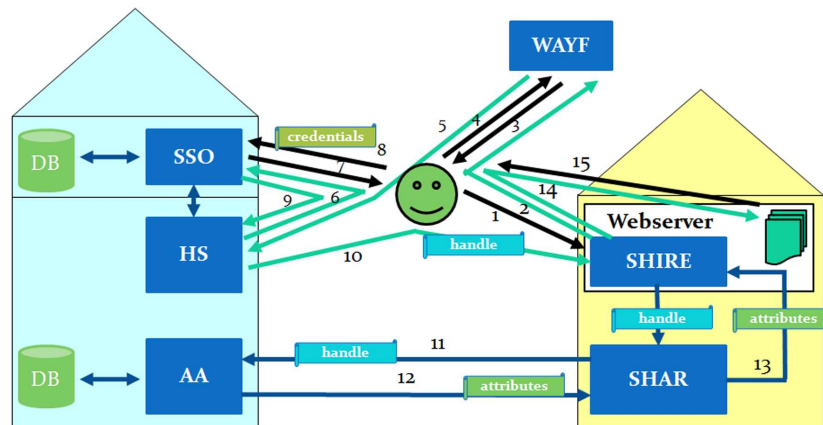 WAYF
5
4
3
credentials
8
7
DB
SSO
15
14
9
6
1
2
Webserver
HS
10
handle
SHIRE
handle
attributes
11
handle
DB
AA
12
attributes
SHAR
13